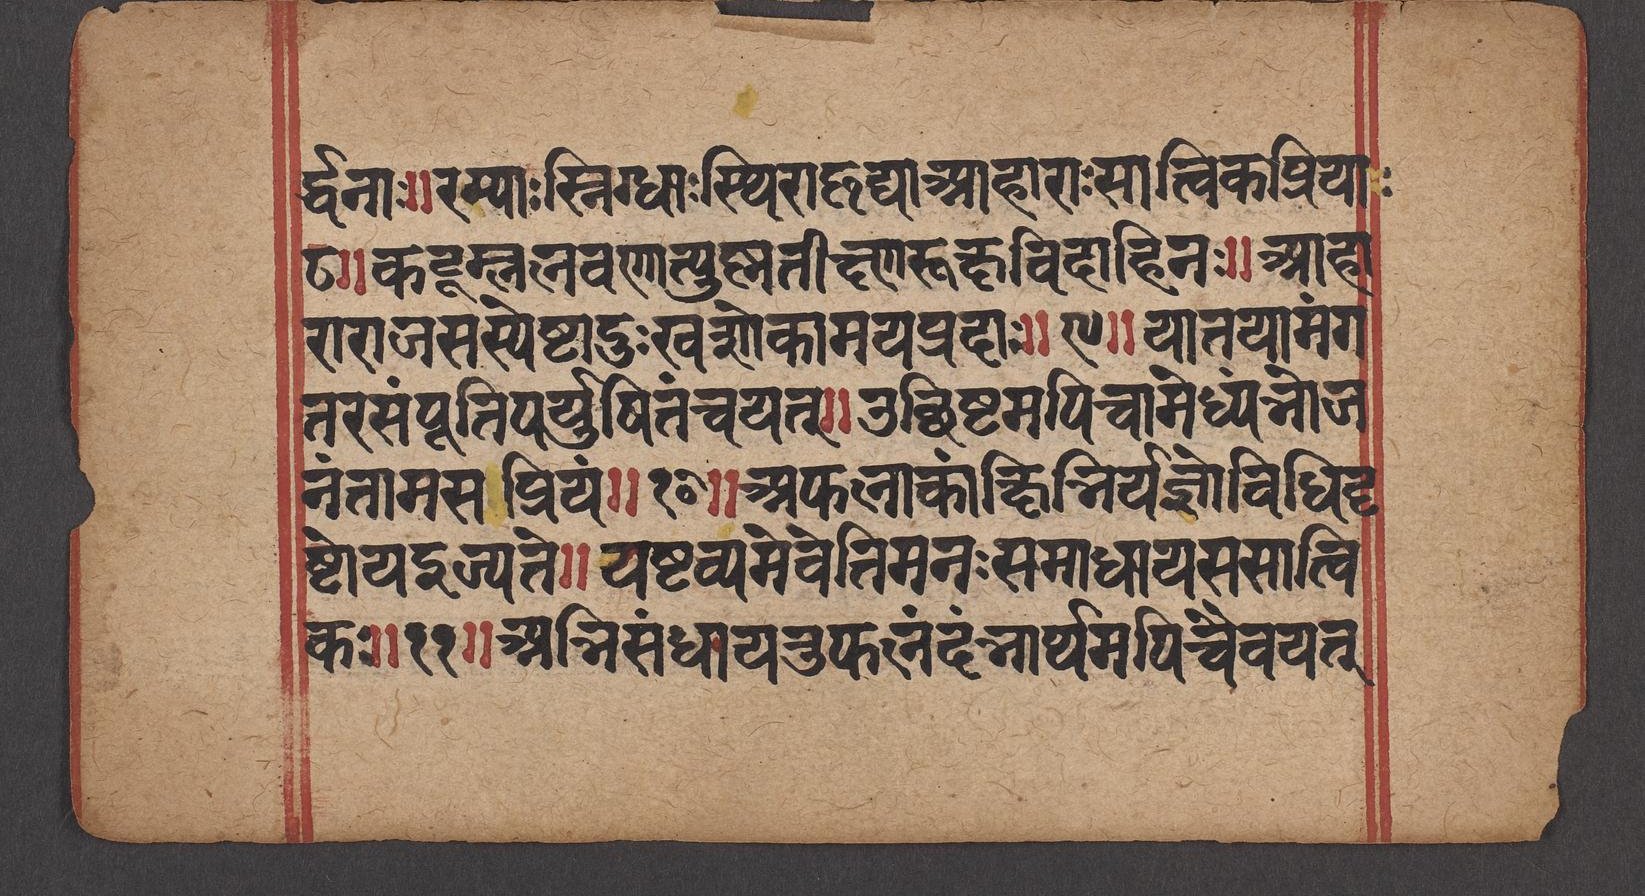 र्द्धनाः॥रस्याःस्निग्धाःस्थिराहृद्याआहाराःसात्विकप्रियाः
८॥कट्वम्ललवणात्युष्णतीक्ष्णरूक्षविदाहिनः॥आहा
राराजसस्येष्टादुःखशोकामयप्रदाः॥९॥यातयामंग
तरसंपूतिपर्युषितंचयत्॥उच्छिष्टमपिचामेध्यंभोज
नंतामसप्रियं॥१०॥अफलाकांक्षिभिर्यज्ञोविधिदृ
ष्टोयइज्यते॥यष्टव्यमेवेतिमनःसमाधायससात्वि
कः॥११॥अभिसंधायतुफलंदंभार्थमपिचैवयत्